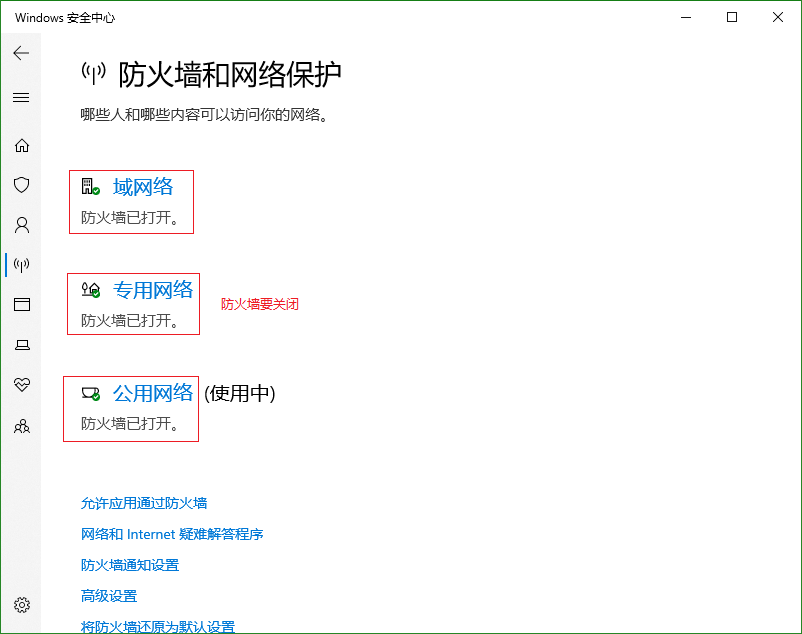 Windows 安全中心
防火墙和网络保护
哪些人和哪些内容可以访问你的网络。
域网络
防火墙已打开。
专用网络
防火墙已打开。
防火墙要关闭
公用网络 (使用中)
防火墙已打开。
允许应用通过防火墙
网络和 Internet 疑难解答程序
防火墙通知设置
高级设置
将防火墙还原为默认设置